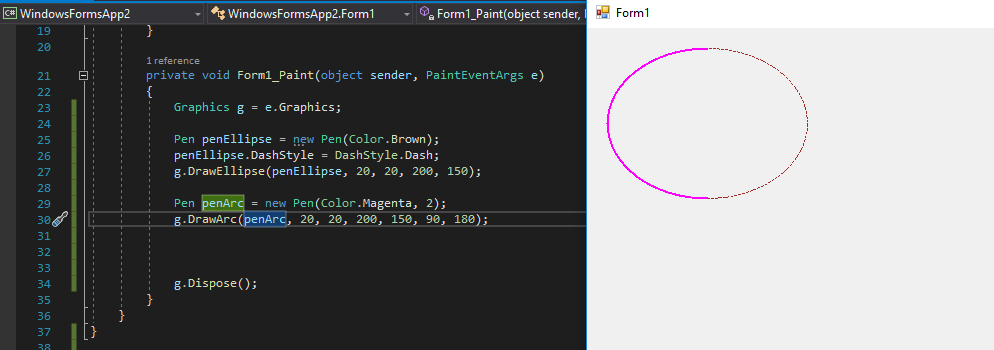 C# WindowsFormsApp2 WindowsFormsApp2.Form1 Form1_Paint(object sender,
Form1
19 }
20
1 reference
21 private void Form1_Paint(object sender, PaintEventArgs e)
22 {
23 Graphics g = e.Graphics;
24
25 Pen penEllipse = new Pen(Color.Brown);
26 penEllipse.DashStyle = DashStyle.Dash;
27 g.DrawEllipse(penEllipse, 20, 20, 200, 150);
28
29 Pen penArc = new Pen(Color.Magenta, 2);
30 g.DrawArc(penArc, 20, 20, 200, 150, 90, 180);
31
32
33
34 g.Dispose();
35 }
36 }
37 }
38